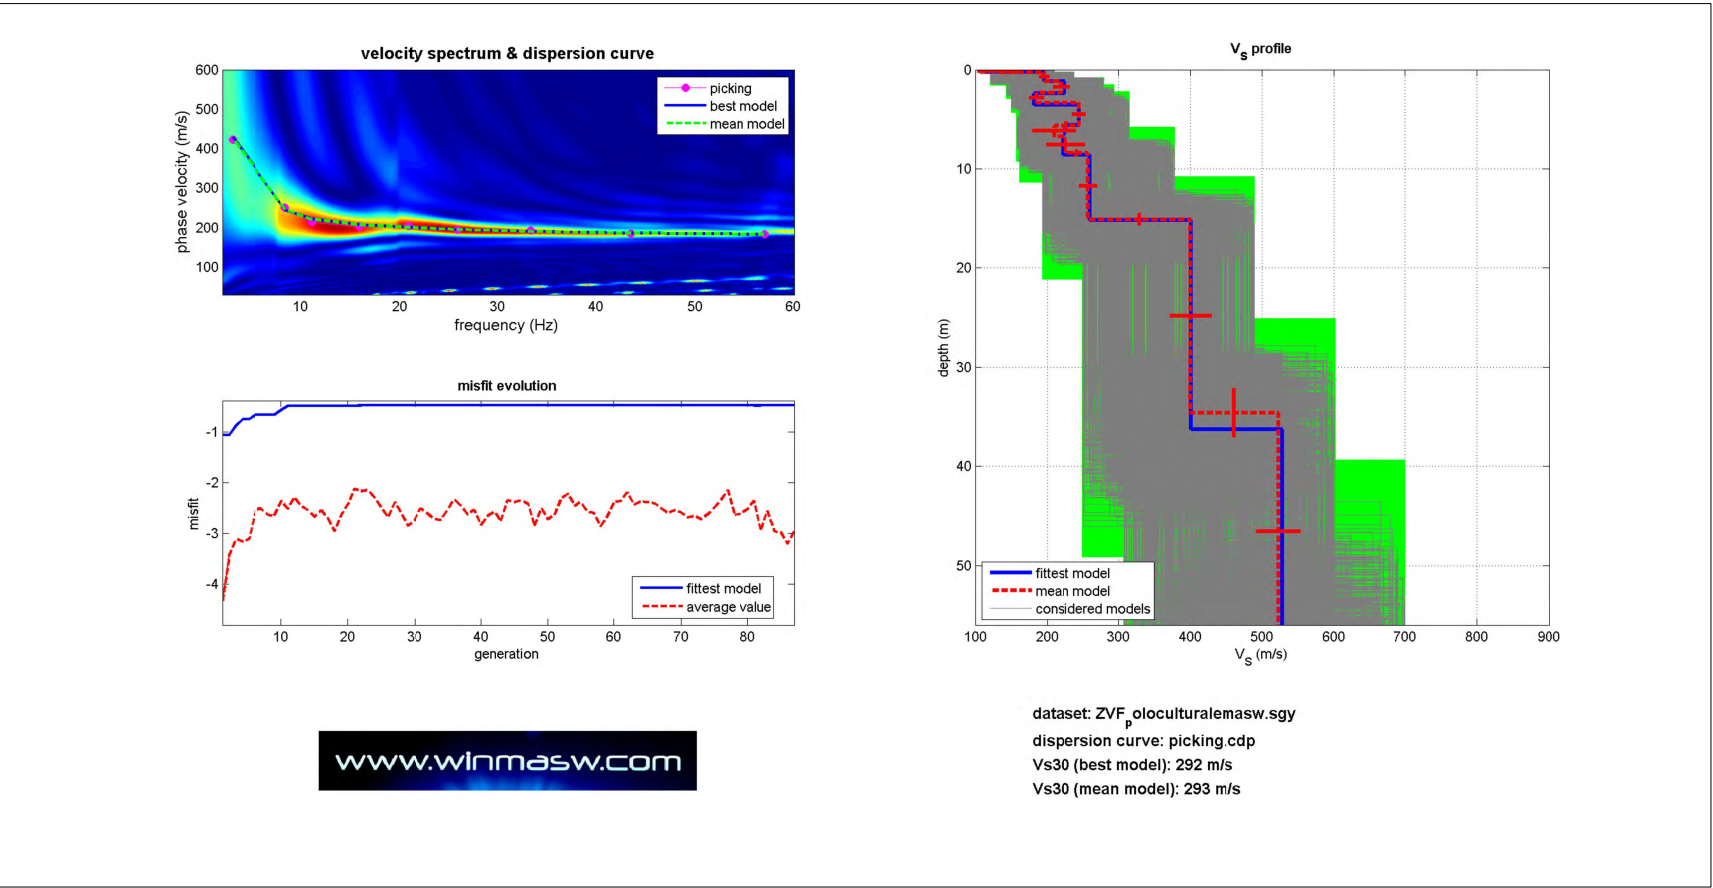 velocity spectrum & dispersion curve
600
500
400
300
200
100
phase velocity (m/s)
picking
best model
mean model
10
20
30
40
50
60
frequency (Hz)
misfit evolution
-1
-2
-3
-4
misfit
fittest model
average value
10
20
30
40
50
60
70
80
generation
www.winmasw.com
VS profile
0
10
20
30
40
50
depth (m)
fittest model
mean model
considered models
100
200
300
400
500
600
700
800
900
VS (m/s)
dataset: ZVFpoloculturalemasw.sgy
dispersion curve: picking.cdp
Vs30 (best model): 292 m/s
Vs30 (mean model): 293 m/s